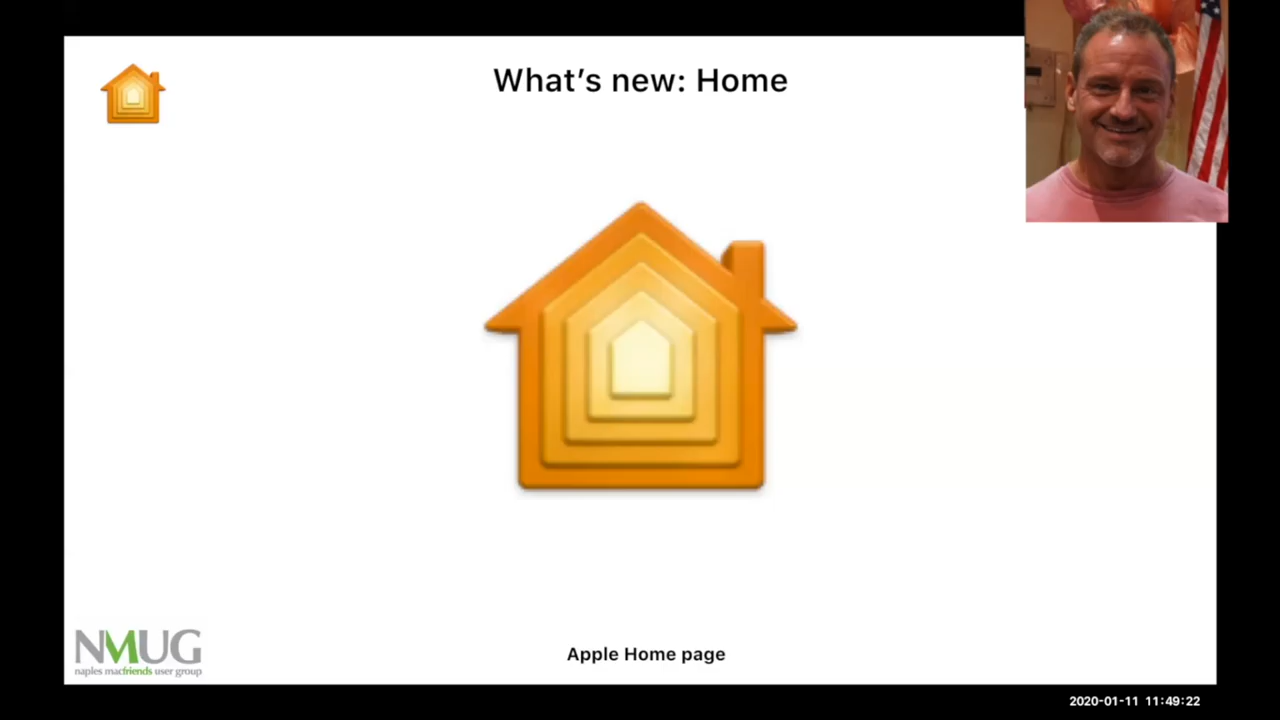 What’s new: Home
NMUG
naples macfriends user group
Apple Home page
2020-01-11 11:49:22